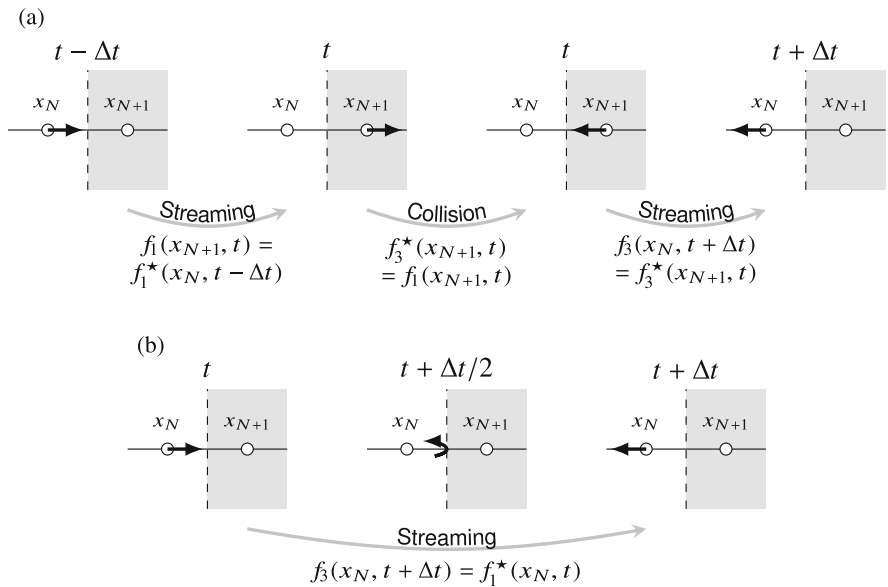 (a)
t − Δt t t t + Δt
x_N x_{N+1} x_N x_{N+1} x_N x_{N+1} x_N x_{N+1}
Streaming Collision Streaming
f_1(x_{N+1}, t) = f_3^★(x_{N+1}, t) f_3(x_N, t + Δt)
f_1^★(x_N, t − Δt) = f_1(x_{N+1}, t) = f_3^★(x_{N+1}, t)
(b)
t t + Δt/2 t + Δt
x_N x_{N+1} x_N x_{N+1} x_N x_{N+1}
Streaming
f_3(x_N, t + Δt) = f_1^★(x_N, t)